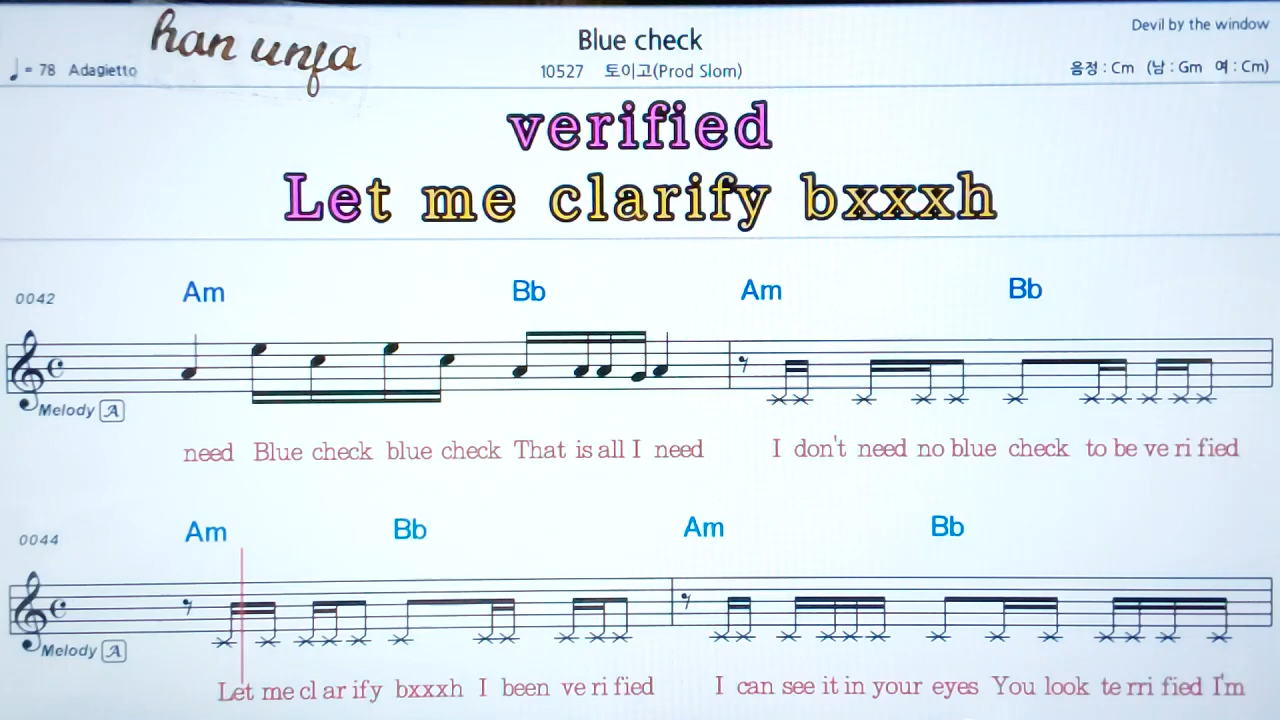 han unja
Blue check
Devil by the window
♩ = 78 Adagietto
10527 토이고(Prod Slom)
음정 : Cm (남 : Gm 여 : Cm)
verified
Let me clarify bxxxh
0042
Am Bb Am Bb
Melody A
need Blue check blue check That is all I need I don't need no blue check to be ve ri fied
0044
Am Bb Am Bb
Melody A
Let me cl ar ify bxxxh I been ve ri fied I can see it in your eyes You look te rri fied I'm